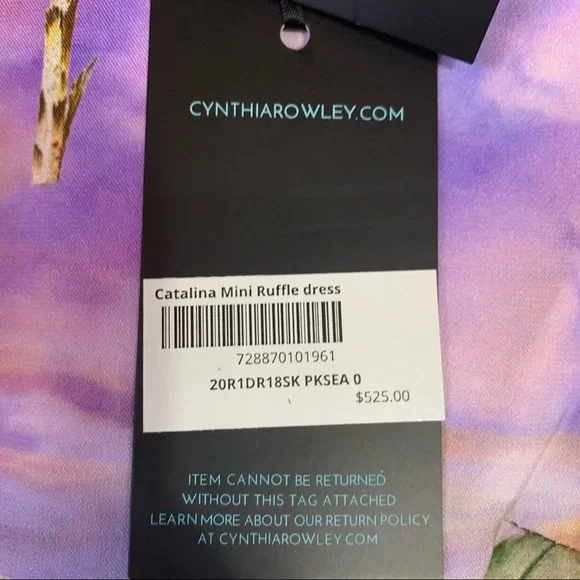 CYNTHIAROWLEY.COM
Catalina Mini Ruffle dress
728870101961
20R1DR18SK PKSEA 0
$525.00
ITEM CANNOT BE RETURNED
WITHOUT THIS TAG ATTACHED
LEARN MORE ABOUT OUR RETURN POLICY
AT CYNTHIAROWLEY.COM